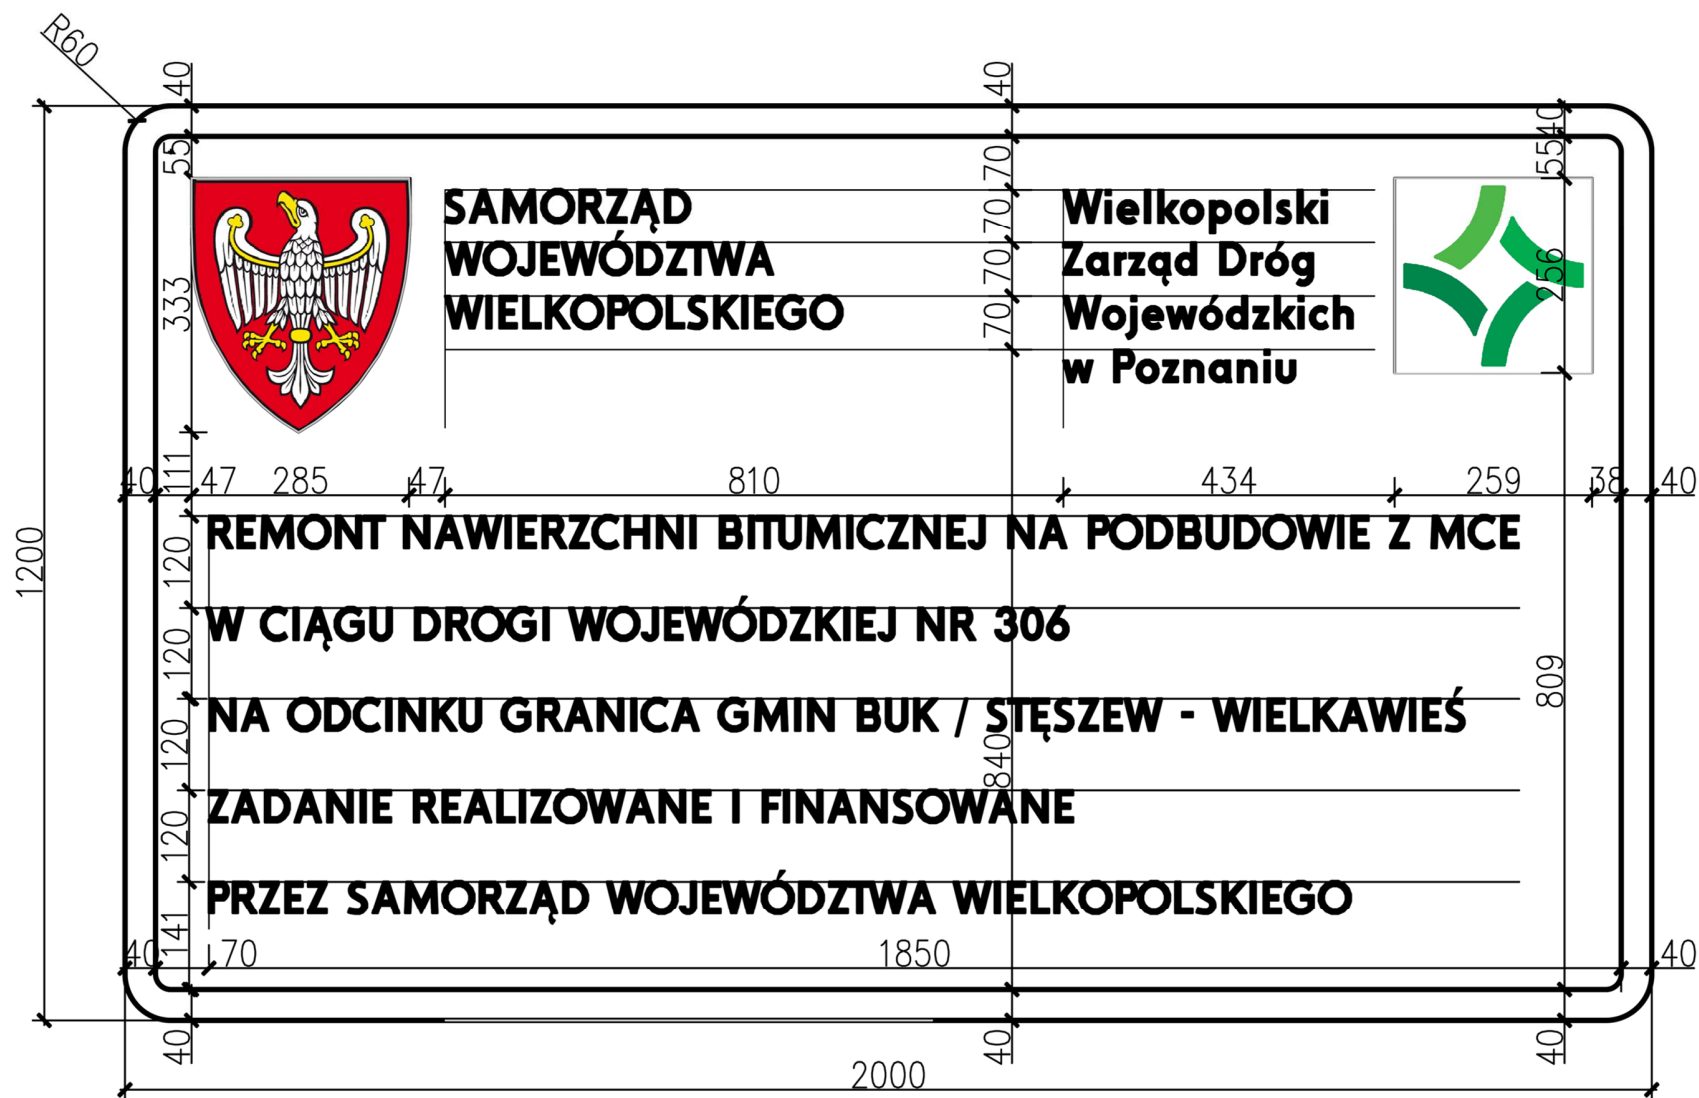 R60
40
40
40
55
70
55
SAMORZĄD
WOJEWÓDZTWA
WIELKOPOLSKIEGO
Wielkopolski
Zarząd Dróg
Wojewódzkich
w Poznaniu
70
70
70
333
256
111
40
47
285
47
810
434
259
38
40
REMONT NAWIERZCHNI BITUMICZNEJ NA PODBUDOWIE Z MCE
W CIĄGU DROGI WOJEWÓDZKIEJ NR 306
NA ODCINKU GRANICA GMIN BUK / STĘSZEW - WIELKAWIEŚ
ZADANIE REALIZOWANE I FINANSOWANE
PRZEZ SAMORZĄD WOJEWÓDZTWA WIELKOPOLSKIEGO
1200
120
120
120
120
141
840
809
40
70
1850
40
40
40
40
2000